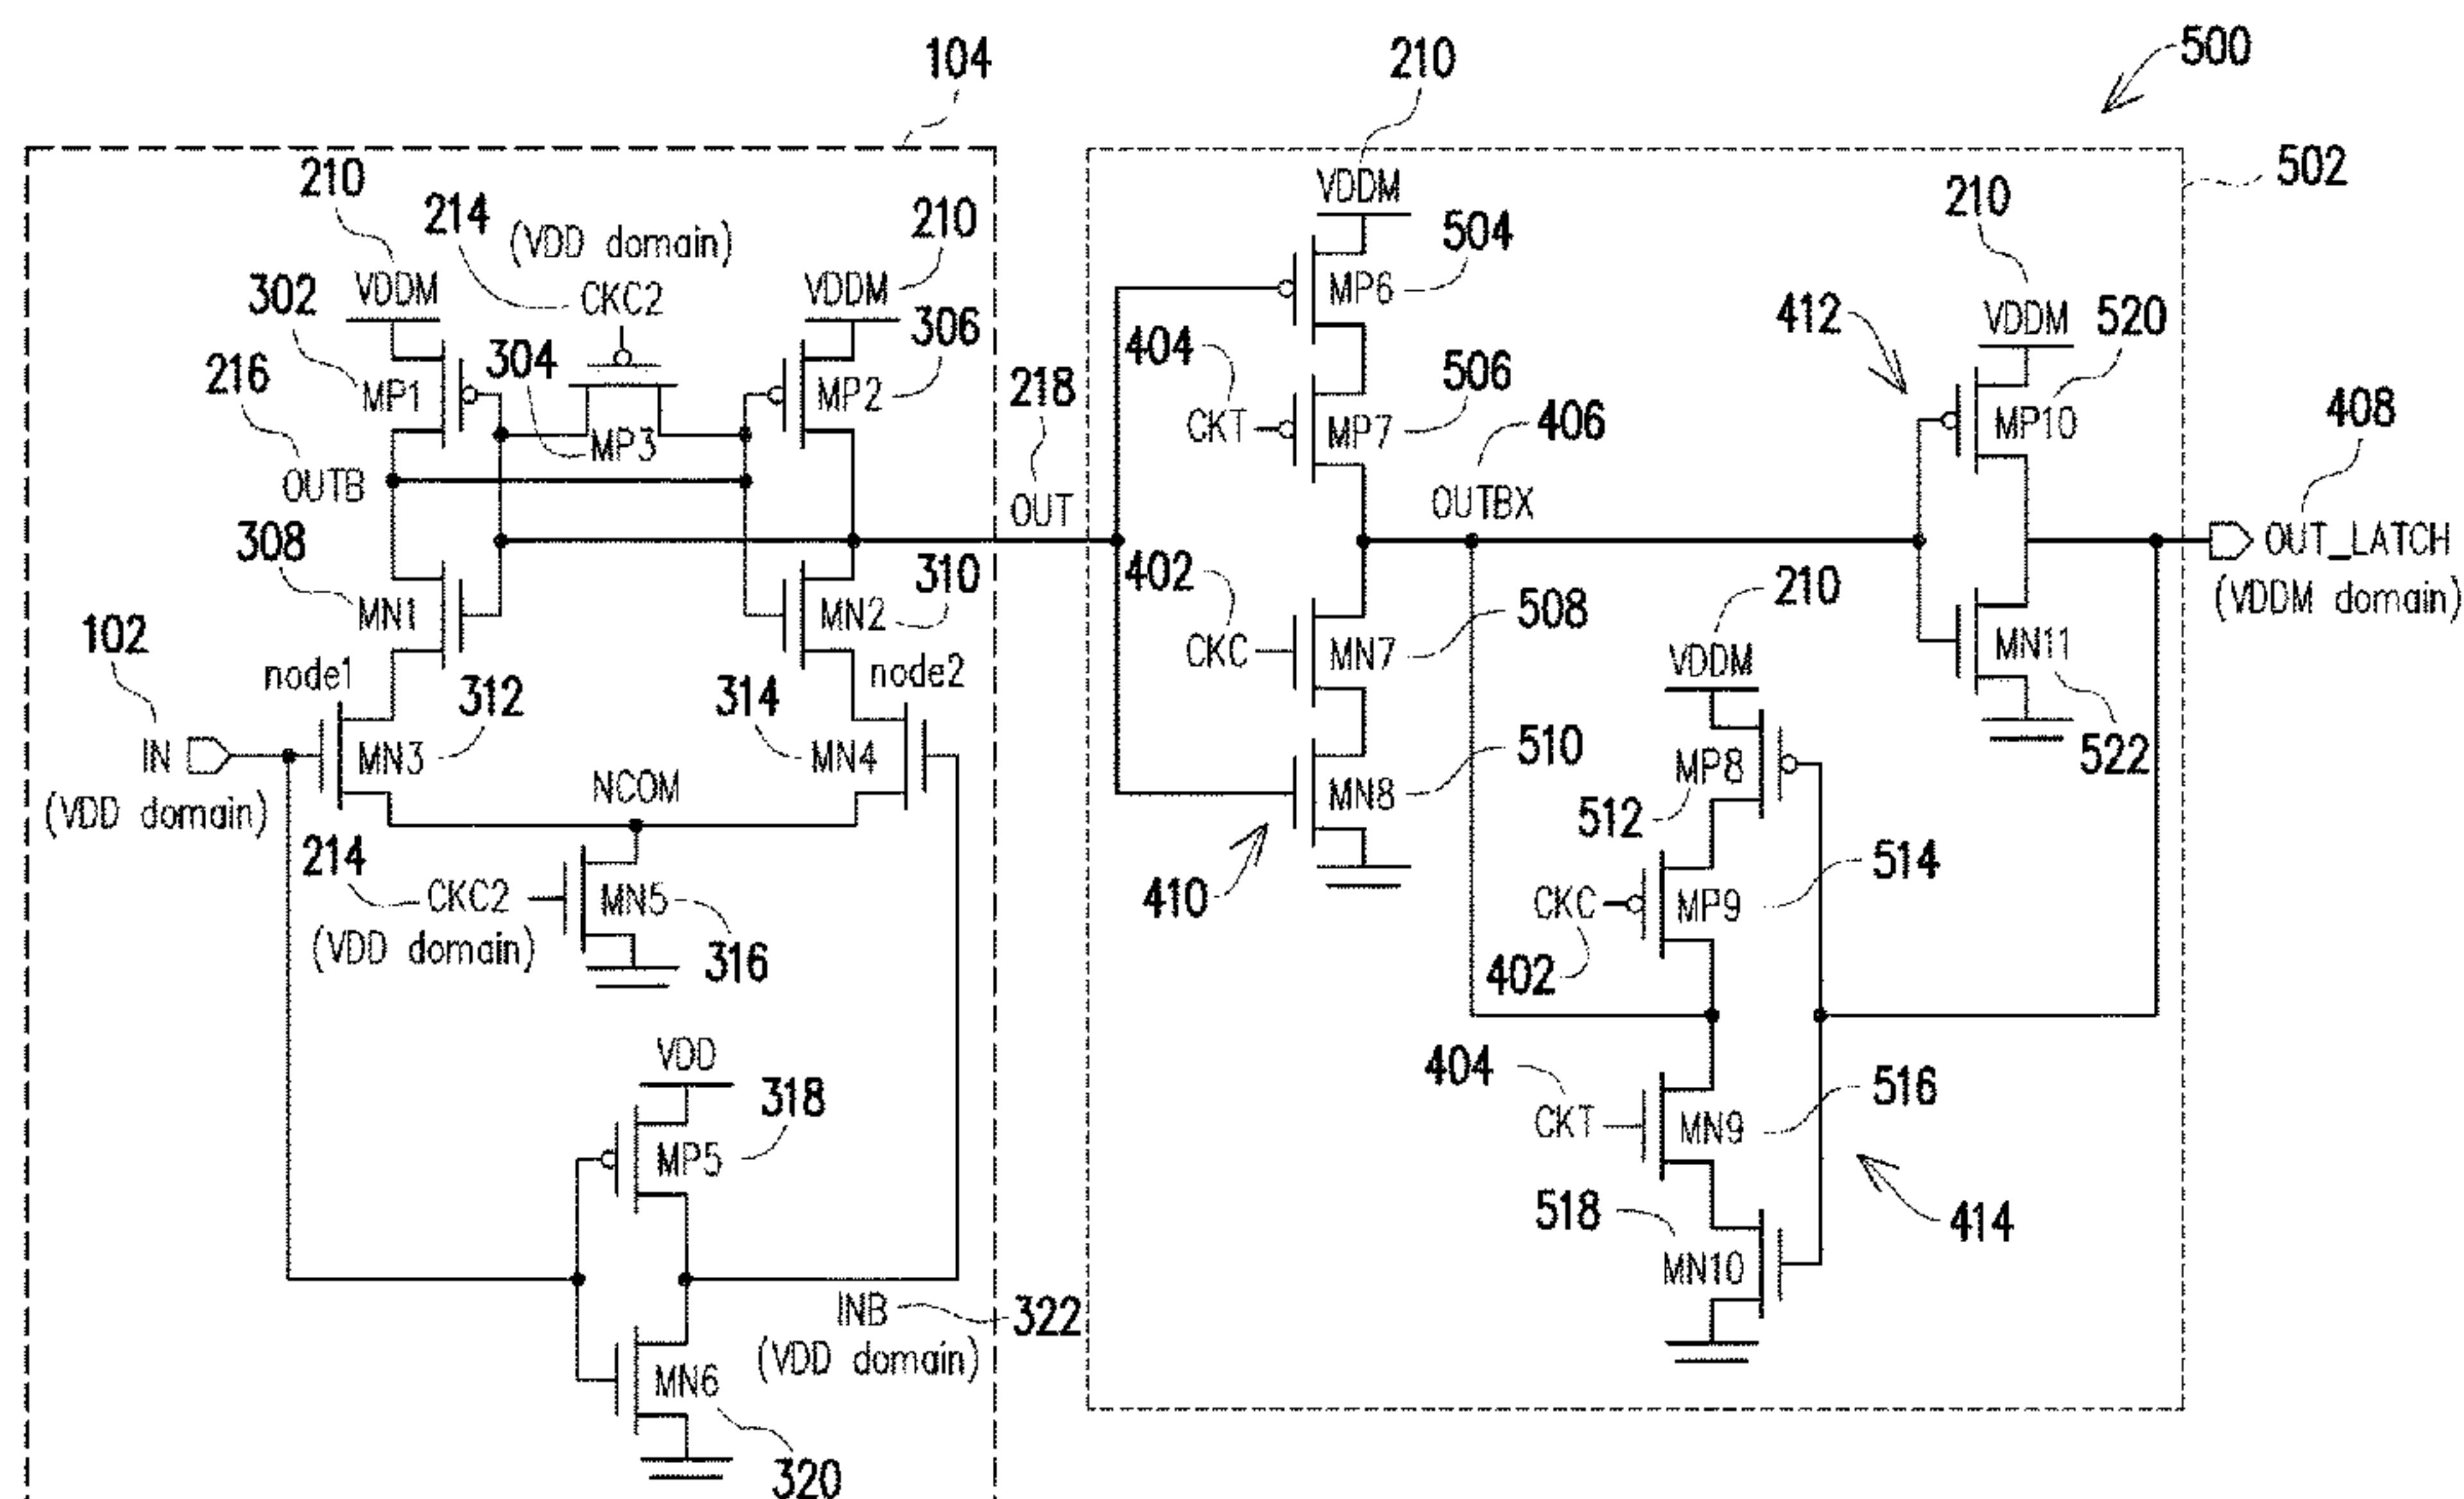 500
104
210
502
210
214
(VDD domain)
210
VDDM
504
210
302
VDDM
CKC2
VDDM
306
MP6
412
VDDM
520
216
304
MP1
MP2
218
404
506
406
MP10
408
MP3
CKT
MP7
OUTB
OUT
OUTBX
OUT_LATCH
(VDDM domain)
308
310
402
210
102
MN1
MN2
CKC
MN7
508
VDDM
MN11
node1
312
314
node2
522
IN
MN3
MN4
510
MP8
(VDD domain)
NCOM
MN8
512
214
CKC2
MN5
410
514
(VDD domain)
316
CKC
MP9
402
VDD
318
404
516
MP5
CKT
MN9
518
414
MN10
INB
322
(VDD domain)
MN6
320